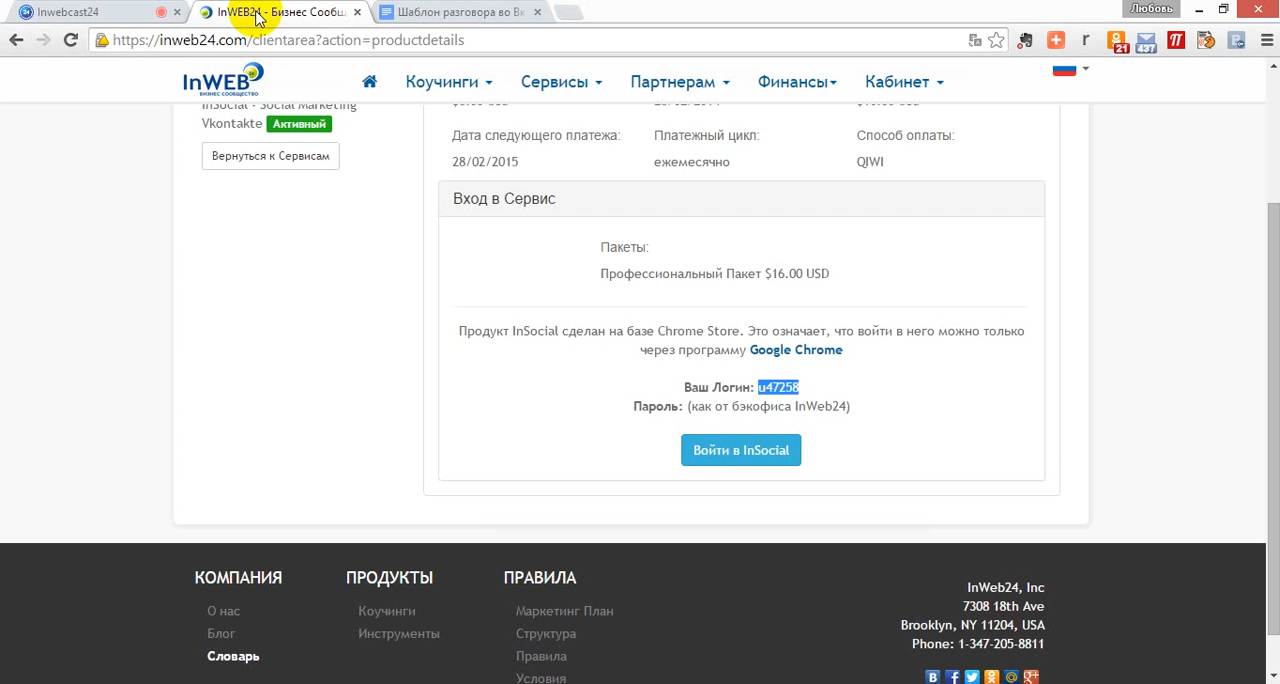 Inwebcast24
InWEB24 - Бизнес Сообщ
Шаблон разговора во Вк
Любовь
https://inweb24.com/clientarea?action=productdetails
21
437
InWEB
БИЗНЕС СООБЩЕСТВО
Коучинги
Сервисы
Партнерам
Финансы
Кабинет
InSocial - Social Marketing
Vkontakte Активный
Вернуться к Сервисам
Дата следующего платежа:
Платежный цикл:
Способ оплаты:
28/02/2015
ежемесячно
QIWI
Вход в Сервис
Пакеты:
Профессиональный Пакет $16.00 USD
Продукт InSocial сделан на базе Chrome Store. Это означает, что войти в него можно только
через программу Google Chrome
Ваш Логин: u47258
Пароль: (как от бэкофиса InWeb24)
Войти в InSocial
КОМПАНИЯ
ПРОДУКТЫ
ПРАВИЛА
О нас
Коучинги
Маркетинг План
Блог
Инструменты
Структура
Словарь
Правила
Условия
InWeb24, Inc
7308 18th Ave
Brooklyn, NY 11204, USA
Phone: 1-347-205-8811